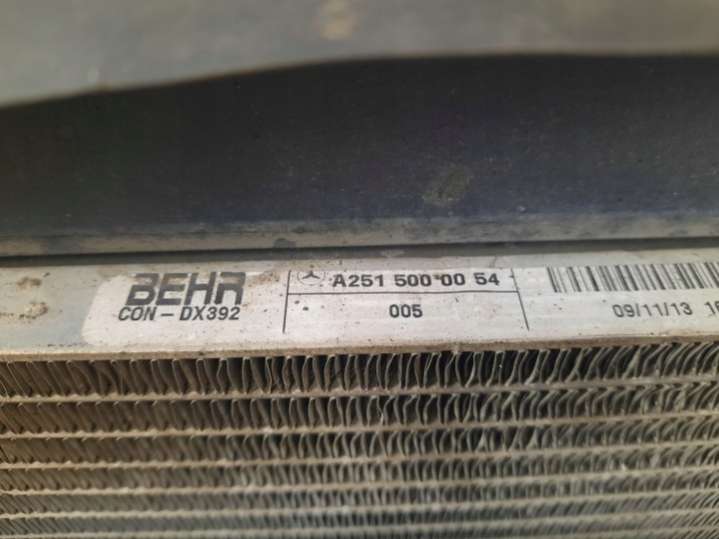 BEHR
CON - DX392
A251 500 00 54
005
09/11/13